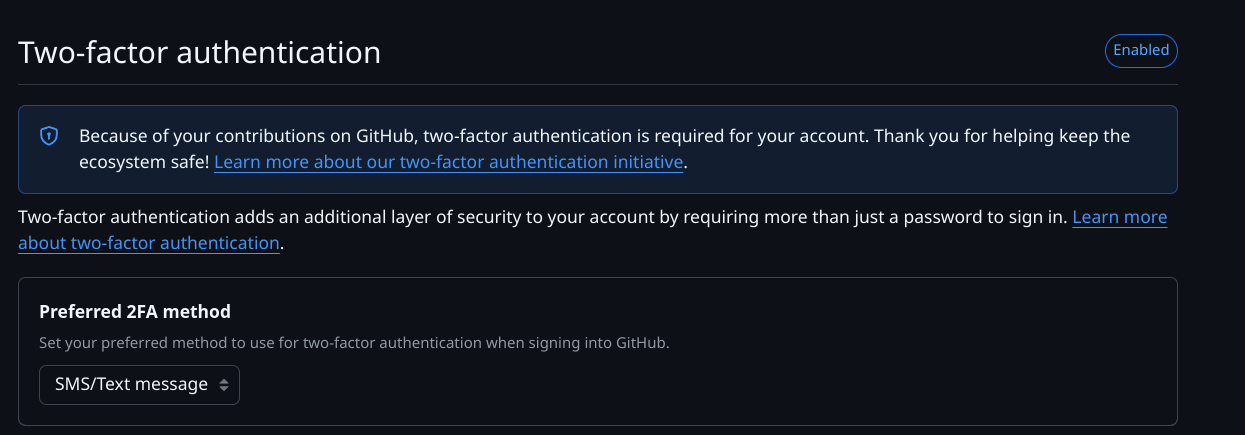 Two-factor authentication
Enabled
Because of your contributions on GitHub, two-factor authentication is required for your account. Thank you for helping keep the
ecosystem safe! Learn more about our two-factor authentication initiative.
Two-factor authentication adds an additional layer of security to your account by requiring more than just a password to sign in. Learn more
about two-factor authentication.
Preferred 2FA method
Set your preferred method to use for two-factor authentication when signing into GitHub.
SMS/Text message